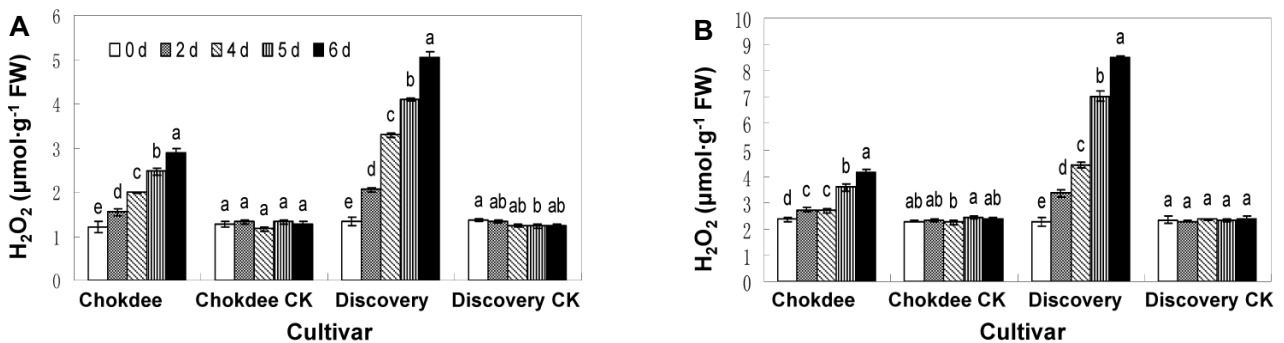 A
H₂O₂ (μmol·g⁻¹ FW)
6
5
4
3
2
1
0
0 d 2 d 4 d 5 d 6 d
e d c b a
a a a a a
e d c b a
a ab ab b ab
Chokdee Chokdee CK Discovery Discovery CK
Cultivar
B
H₂O₂ (μmol·g⁻¹ FW)
10
9
8
7
6
5
4
3
2
1
0
d c c b a
ab ab b a ab
e d c b a
a a a a a
Chokdee Chokdee CK Discovery Discovery CK
Cultivar